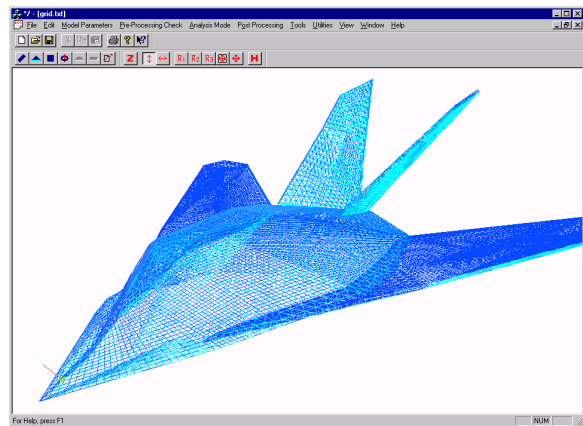 */ - [grid.txt]
File Edit Model Parameters Pre-Processing Check Analysis Mode Post Processing Tools Utilities View Window Help
Z R1 R2 R3 H
For Help, press F1 NUM